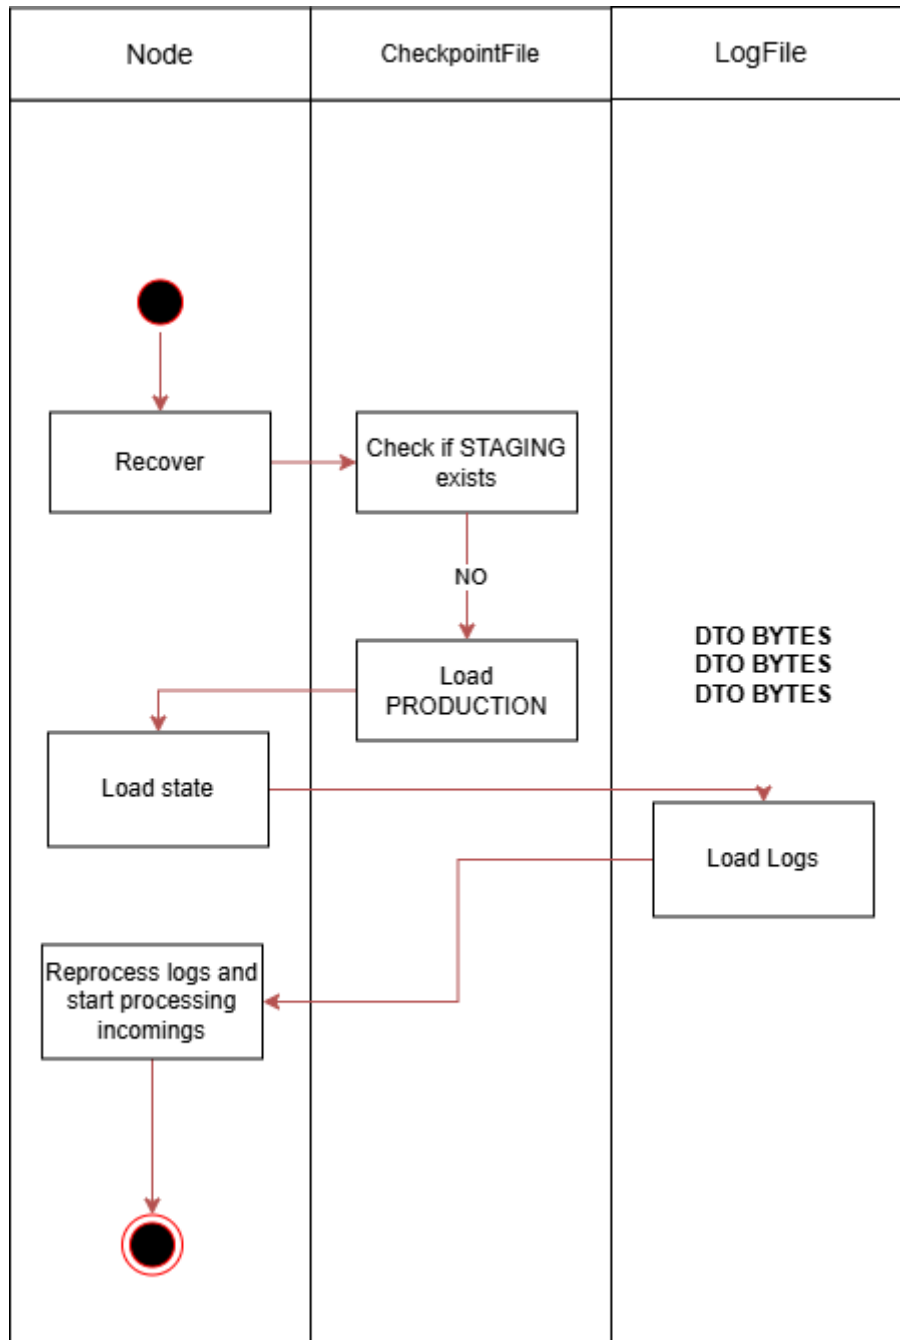 Node
CheckpointFile
LogFile
Recover
Check if STAGING
exists
NO
Load
PRODUCTION
DTO BYTES
DTO BYTES
DTO BYTES
Load state
Load Logs
Reprocess logs and
start processing
incomings